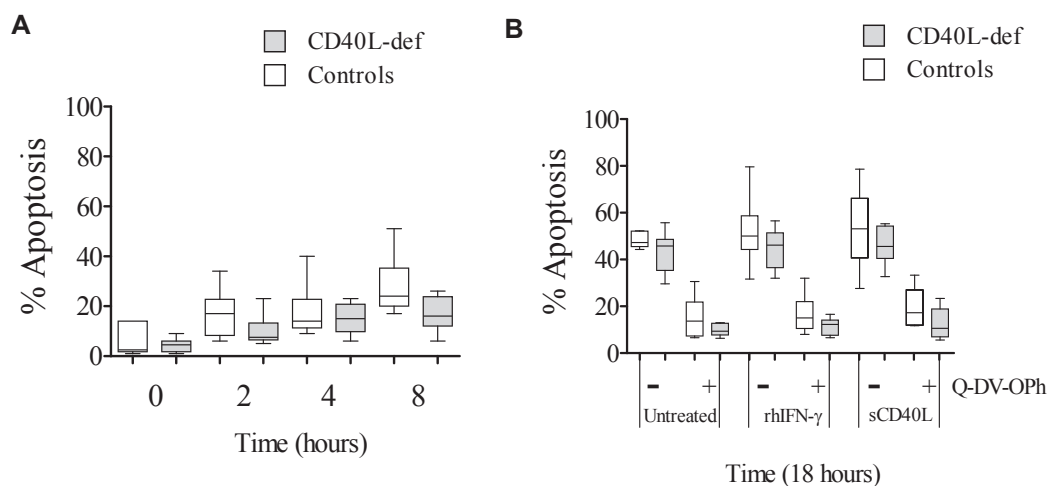 A
CD40L-def
Controls
% Apoptosis
100
80
60
40
20
0
0 2 4 8
Time (hours)
B
CD40L-def
Controls
% Apoptosis
100
80
60
40
20
0
- + - + - + Q-DV-OPh
Untreated rhIFN-γ sCD40L
Time (18 hours)